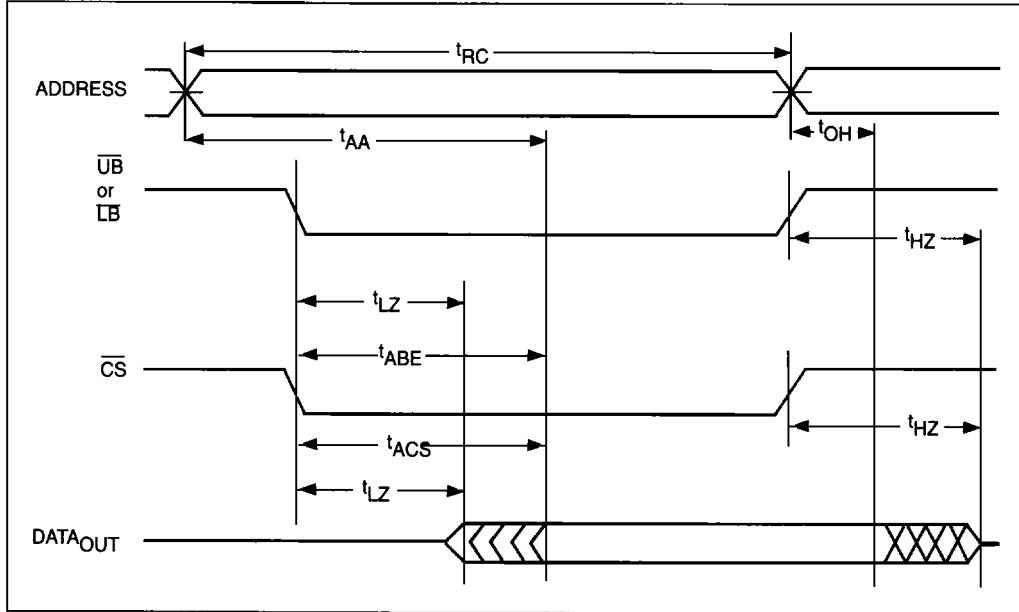 tRC
ADDRESS
tAA
tOH
UB
or
LB
tHZ
tLZ
tABE
CS
tHZ
tACS
tLZ
DATAOUT